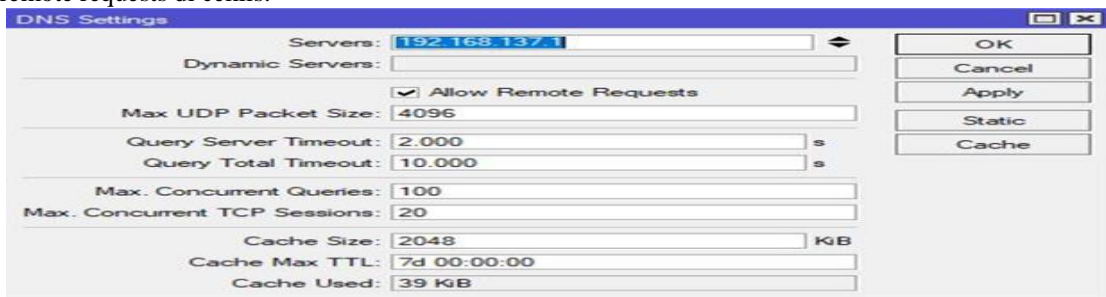 remote requests di cennis.
DNS Settings
Servers: 192.168.137.1
OK
Dynamic Servers:
Cancel
Allow Remote Requests
Apply
Max UDP Packet Size: 4096
Static
Query Server Timeout: 2.000 s
Cache
Query Total Timeout: 10.000 s
Max. Concurrent Queries: 100
Max. Concurrent TCP Sessions: 20
Cache Size: 2048 KiB
Cache Max TTL: 7d 00:00:00
Cache Used: 39 KiB